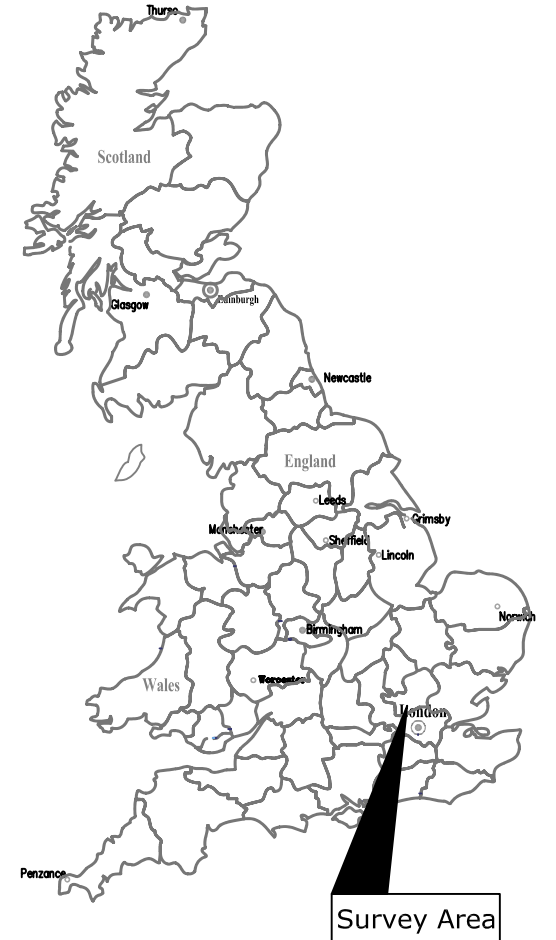 Thurso
Scotland
Edinburgh
Glasgow
Newcastle
England
Leeds
Grimsby
Manchester
Sheffield
Lincoln
Norwich
Birmingham
Wales
Worcester
London
Penzance
Survey Area